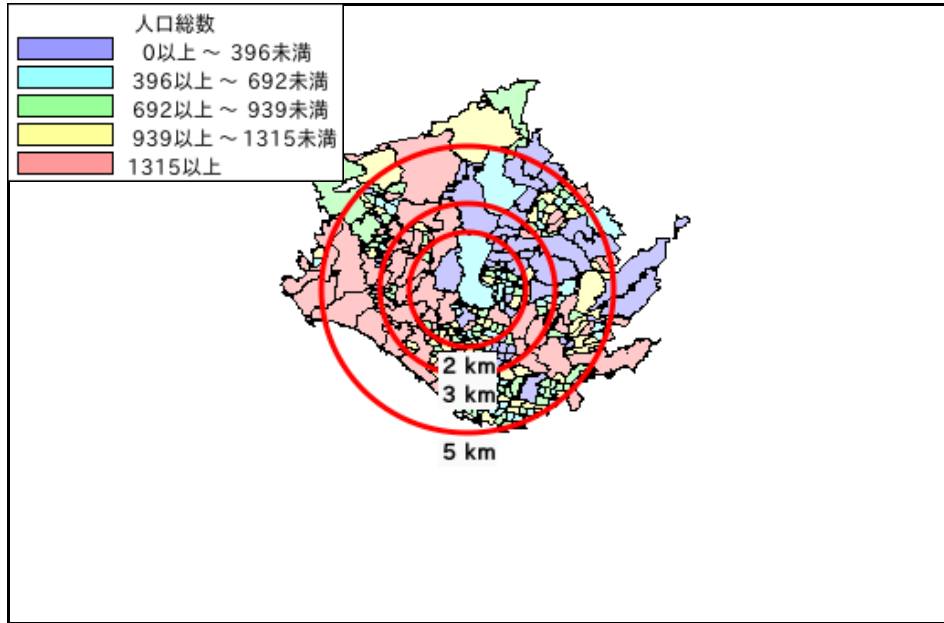 人口総数
0以上 ～ 396未満
396以上 ～ 692未満
692以上 ～ 939未満
939以上 ～ 1315未満
1315以上
2 km
3 km
5 km